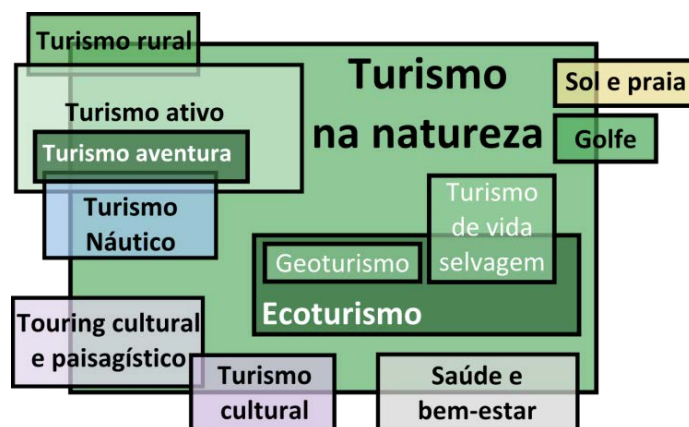 Turismo rural
Turismo
na natureza
Sol e praia
Golfe
Turismo ativo
Turismo aventura
Turismo
Náutico
Turismo
de vida
selvagem
Geoturismo
Ecoturismo
Touring cultural
e paisagístico
Turismo
cultural
Saúde e
bem-estar